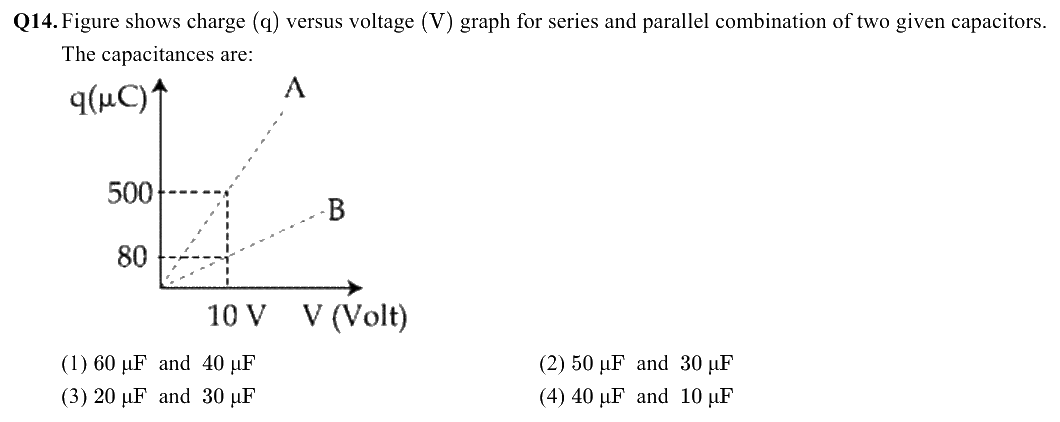 Q14. Figure shows charge (q) versus voltage (V) graph for series and parallel combination of two given capacitors.
The capacitances are:
q(μC)
A
500
B
80
10 V V (Volt)
(1) 60 μF and 40 μF (2) 50 μF and 30 μF
(3) 20 μF and 30 μF (4) 40 μF and 10 μF